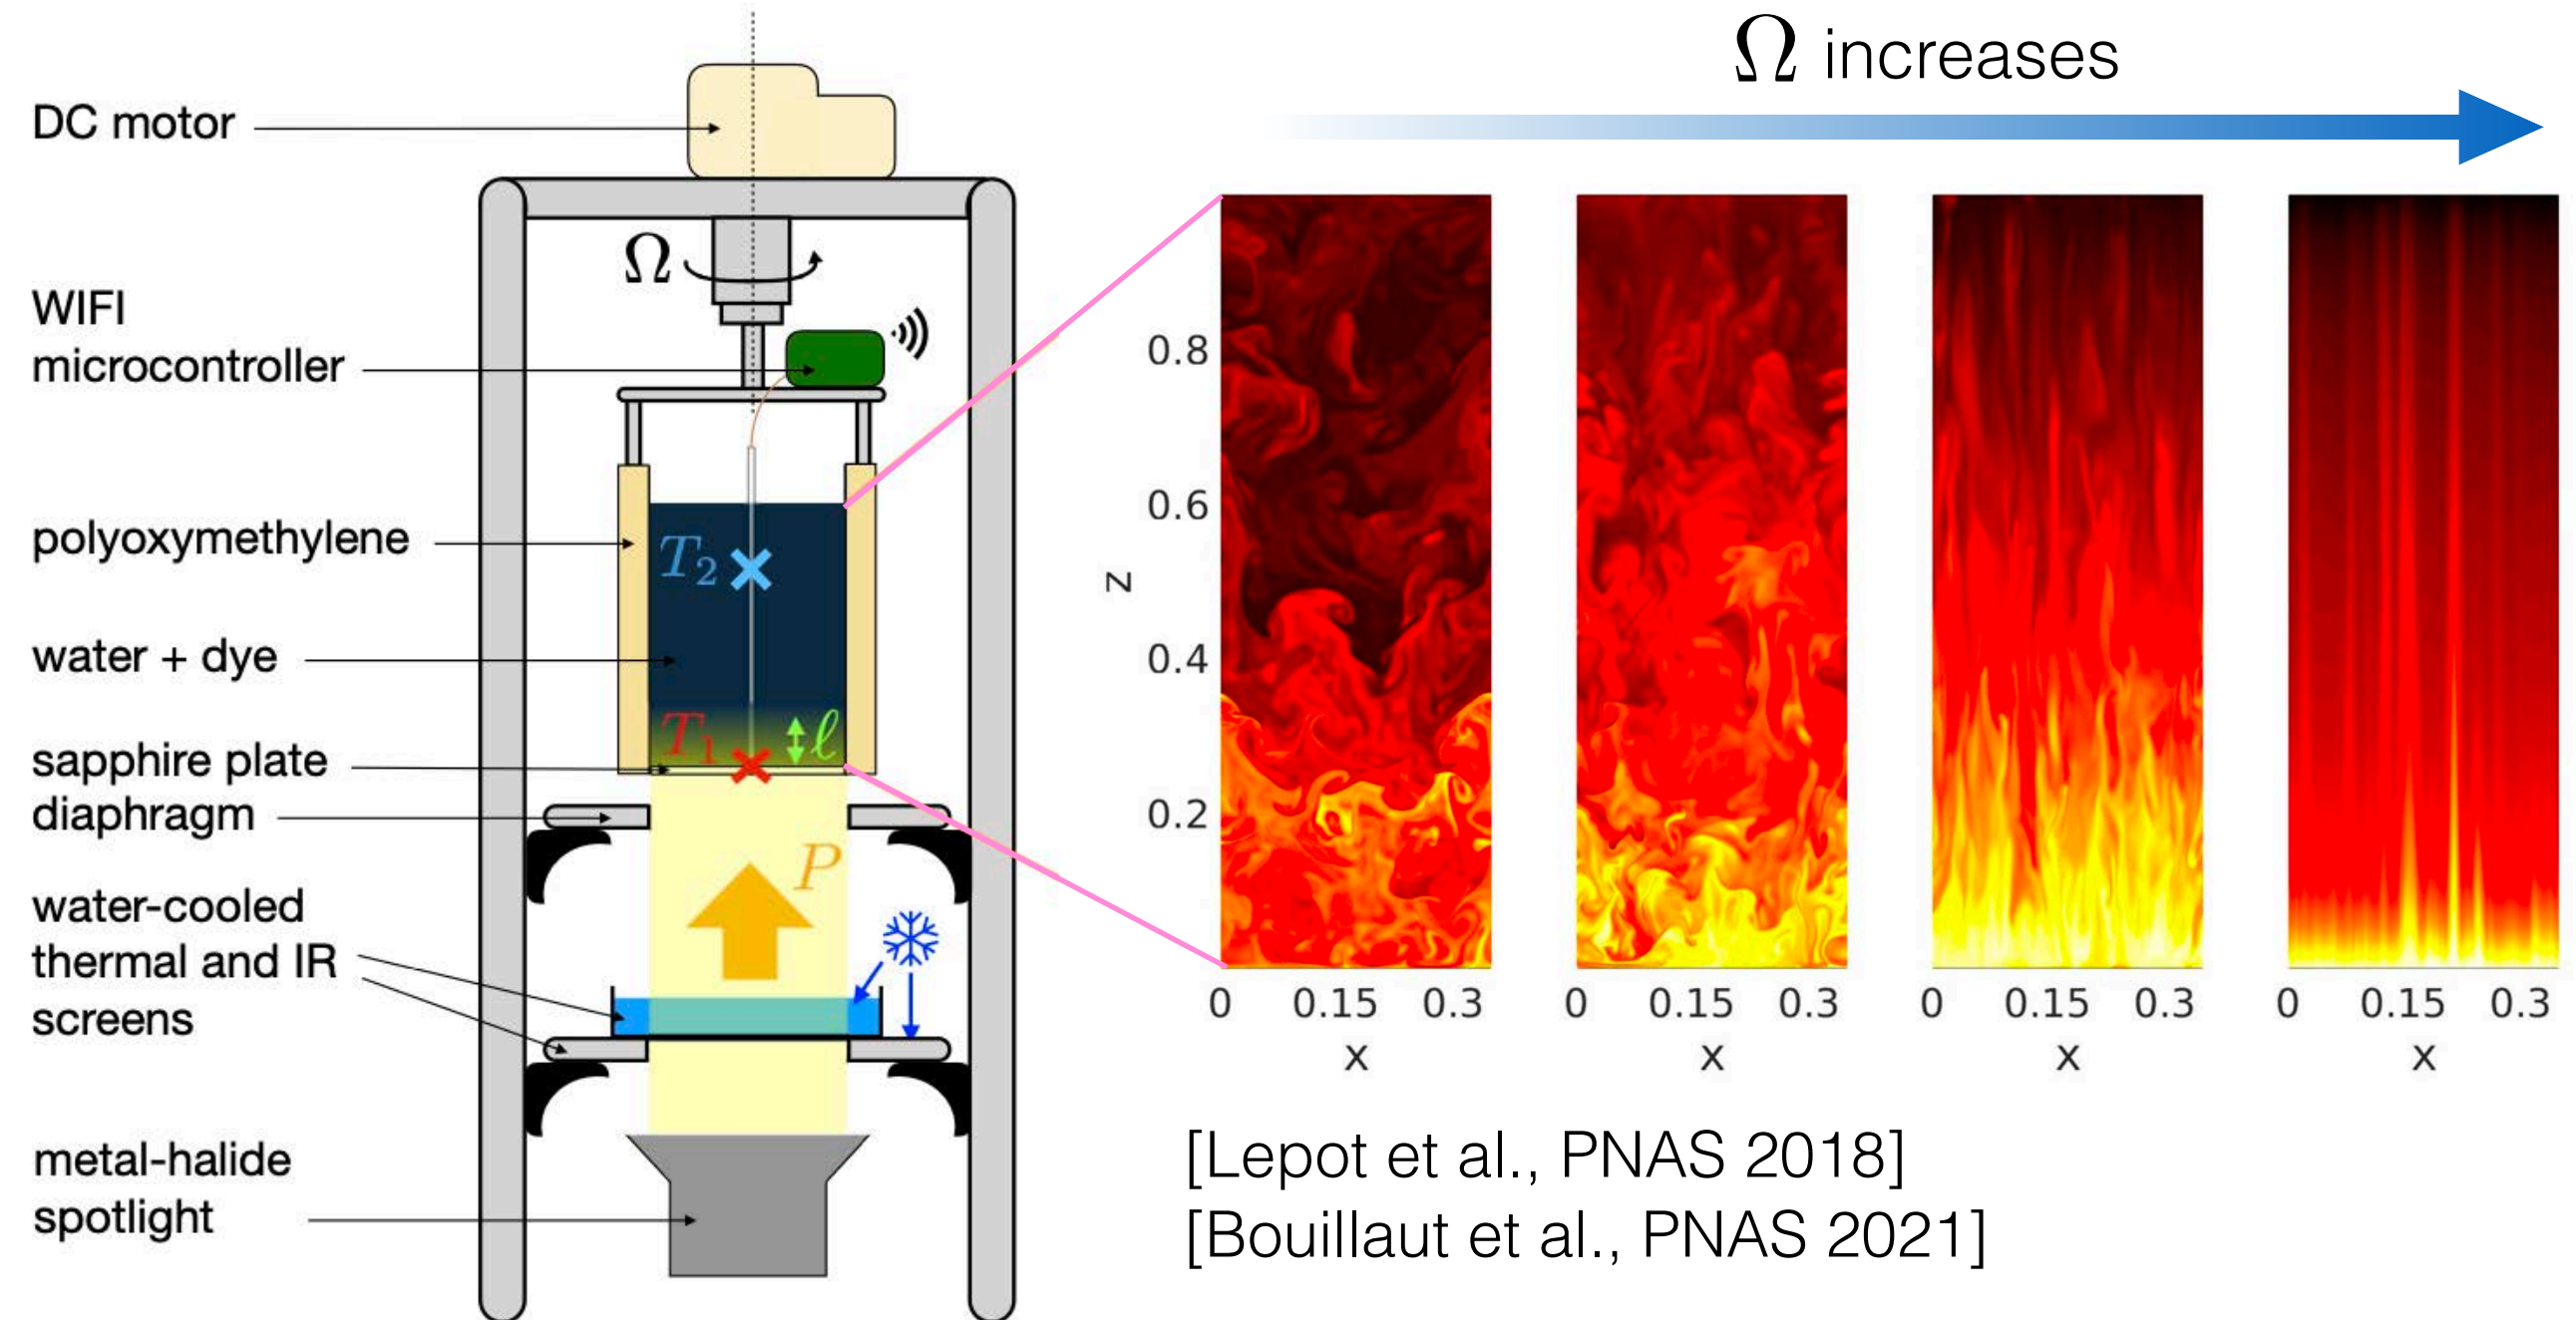 DC motor
WIFI
microcontroller
polyoxymethylene
water + dye
sapphire plate
diaphragm
water-cooled
thermal and IR
screens
metal-halide
spotlight
Ω
T₂
T₁
ℓ
P
Ω increases
0.8
0.6
z
0.4
0.2
0 0.15 0.3 0 0.15 0.3 0 0.15 0.3 0 0.15 0.3
x x x x
[Lepot et al., PNAS 2018]
[Bouillaut et al., PNAS 2021]